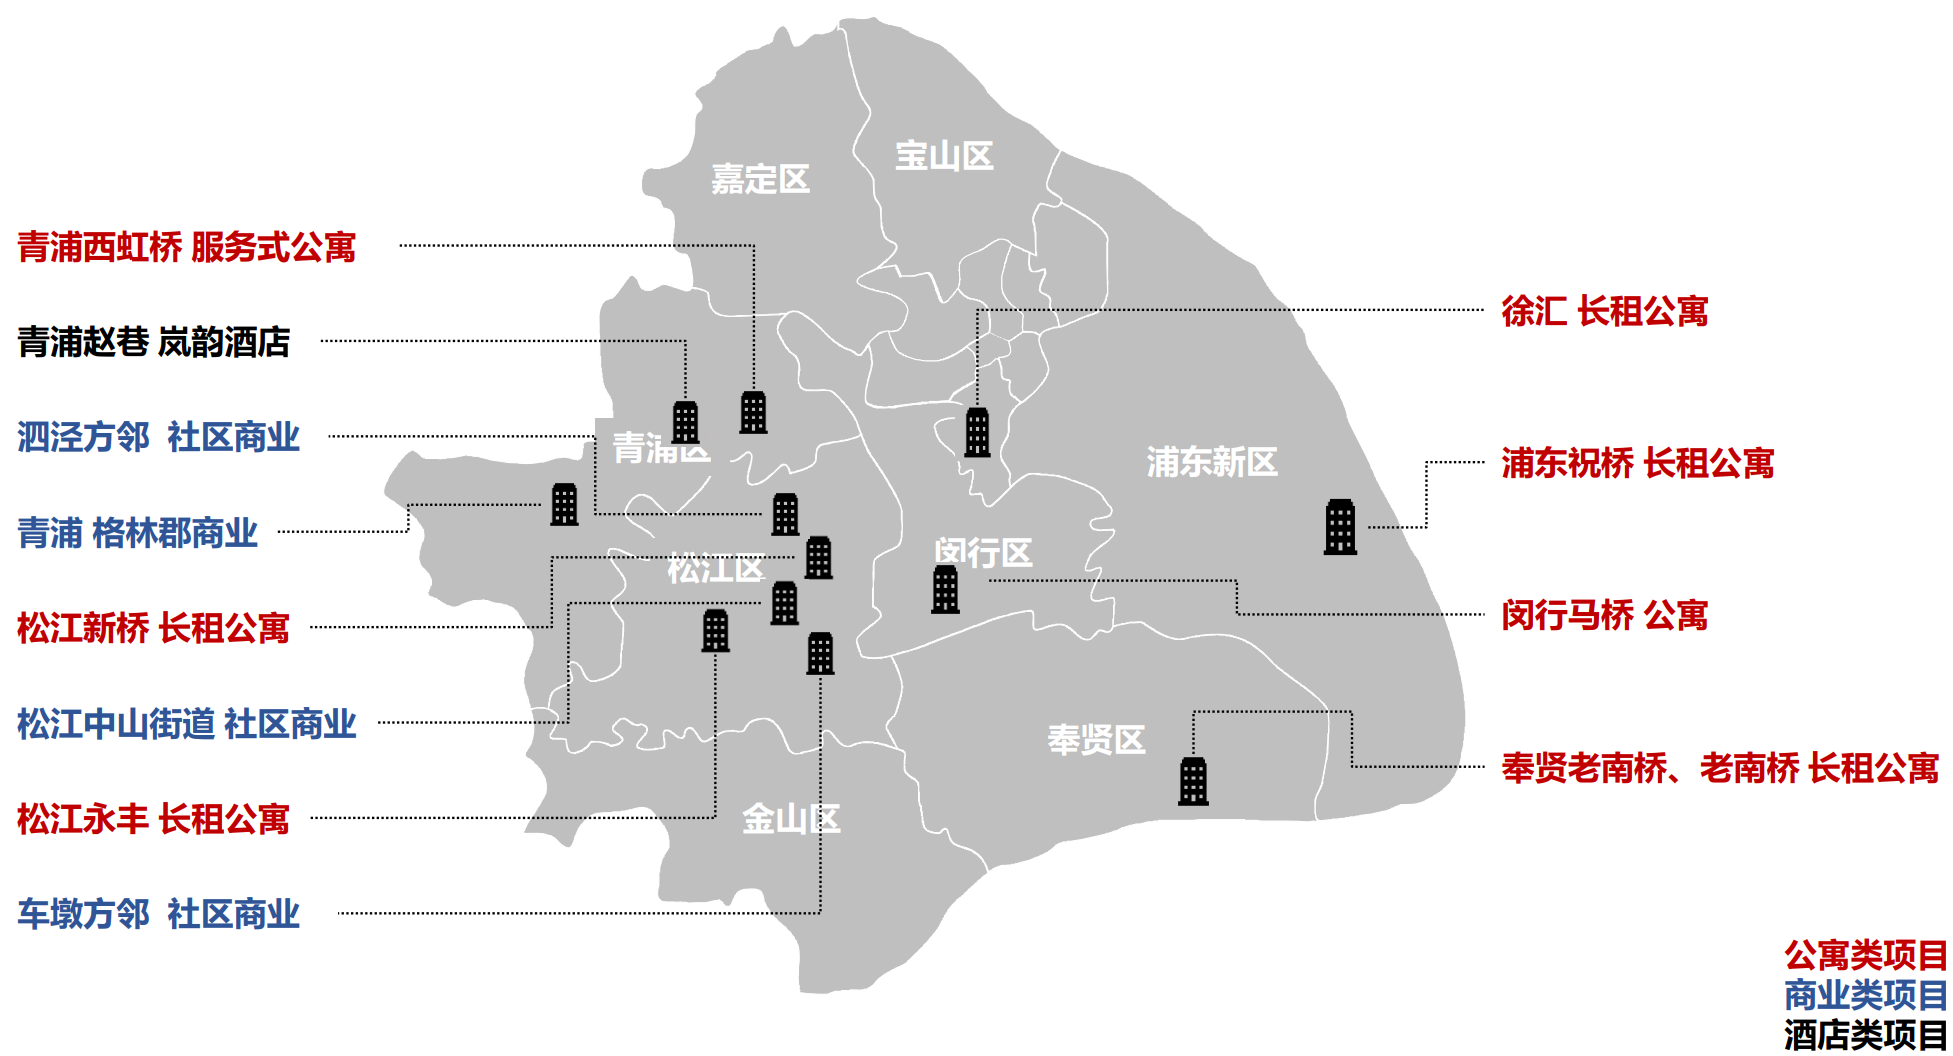 宝山区
嘉定区
青浦西虹桥 服务式公寓
徐汇 长租公寓
青浦赵巷 岚韵酒店
泗泾方邻 社区商业
青浦区
浦东新区
浦东祝桥 长租公寓
青浦 格林郡商业
闵行区
松江区
松江新桥 长租公寓
闵行马桥 公寓
松江中山街道 社区商业
奉贤区
奉贤老南桥、老南桥 长租公寓
松江永丰 长租公寓
金山区
车墩方邻 社区商业
公寓类项目
商业类项目
酒店类项目